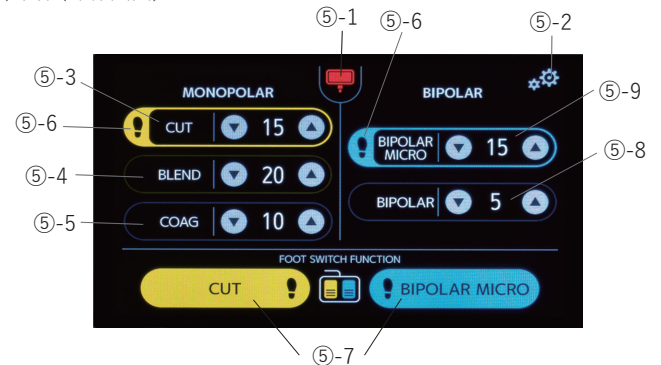 ⑤-1
⑤-6
⑤-2
⑤-3
MONOPOLAR
BIPOLAR
⑤-9
⑤-6
CUT
15
BIPOLAR
MICRO
15
⑤-8
⑤-4
BLEND
20
BIPOLAR
5
⑤-5
COAG
10
FOOT SWITCH FUNCTION
CUT
BIPOLAR MICRO
⑤-7